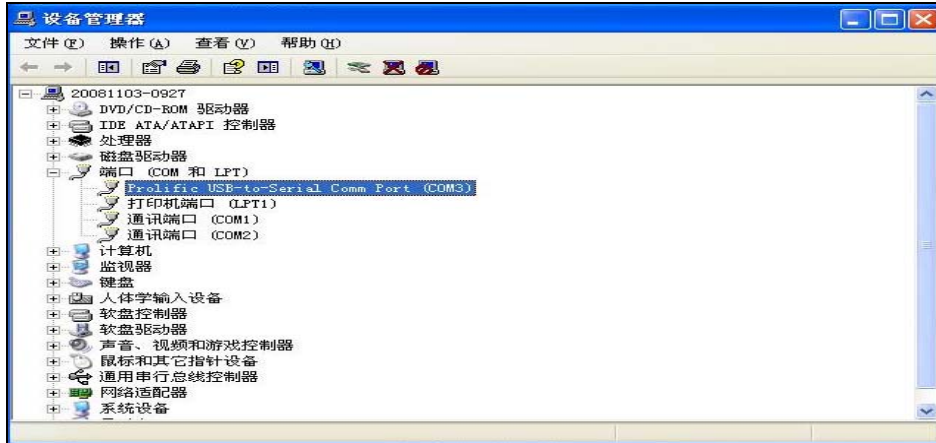 设备管理器
文件(F) 操作(A) 查看(V) 帮助(H)
20081103-0927
DVD/CD-ROM 驱动器
IDE ATA/ATAPI 控制器
处理器
磁盘驱动器
端口 (COM 和 LPT)
Prolific USB-to-Serial Comm Port (COM3)
打印机端口 (LPT1)
通讯端口 (COM1)
通讯端口 (COM2)
计算机
监视器
键盘
人体学输入设备
软盘控制器
软盘驱动器
声音、视频和游戏控制器
鼠标和其它指针设备
通用串行总线控制器
网络适配器
系统设备